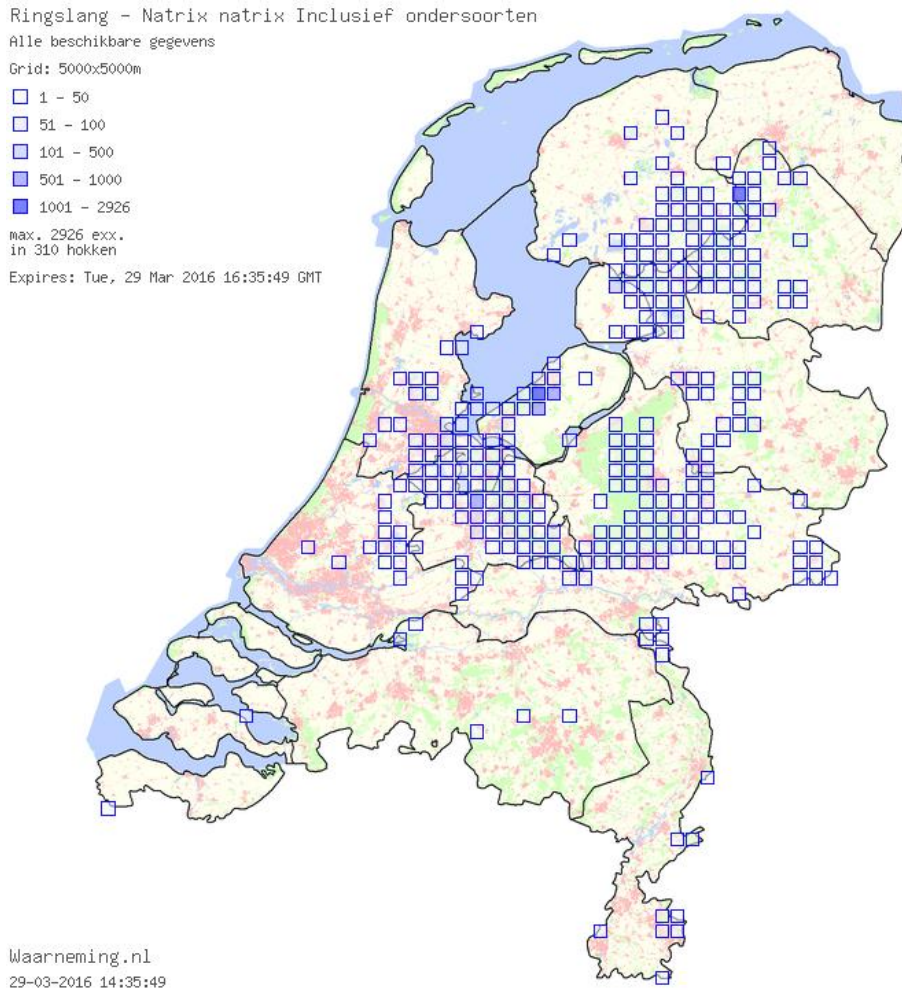 Ringslang - Natrix natrix Inclusief ondersoorten
Alle beschikbare gegevens
Grid: 5000x5000m
1 - 50
51 - 100
101 - 500
501 - 1000
1001 - 2926
max. 2926 exx.
in 310 hokken
Expires: Tue, 29 Mar 2016 16:35:49 GMT
Waarneming.nl
29-03-2016 14:35:49